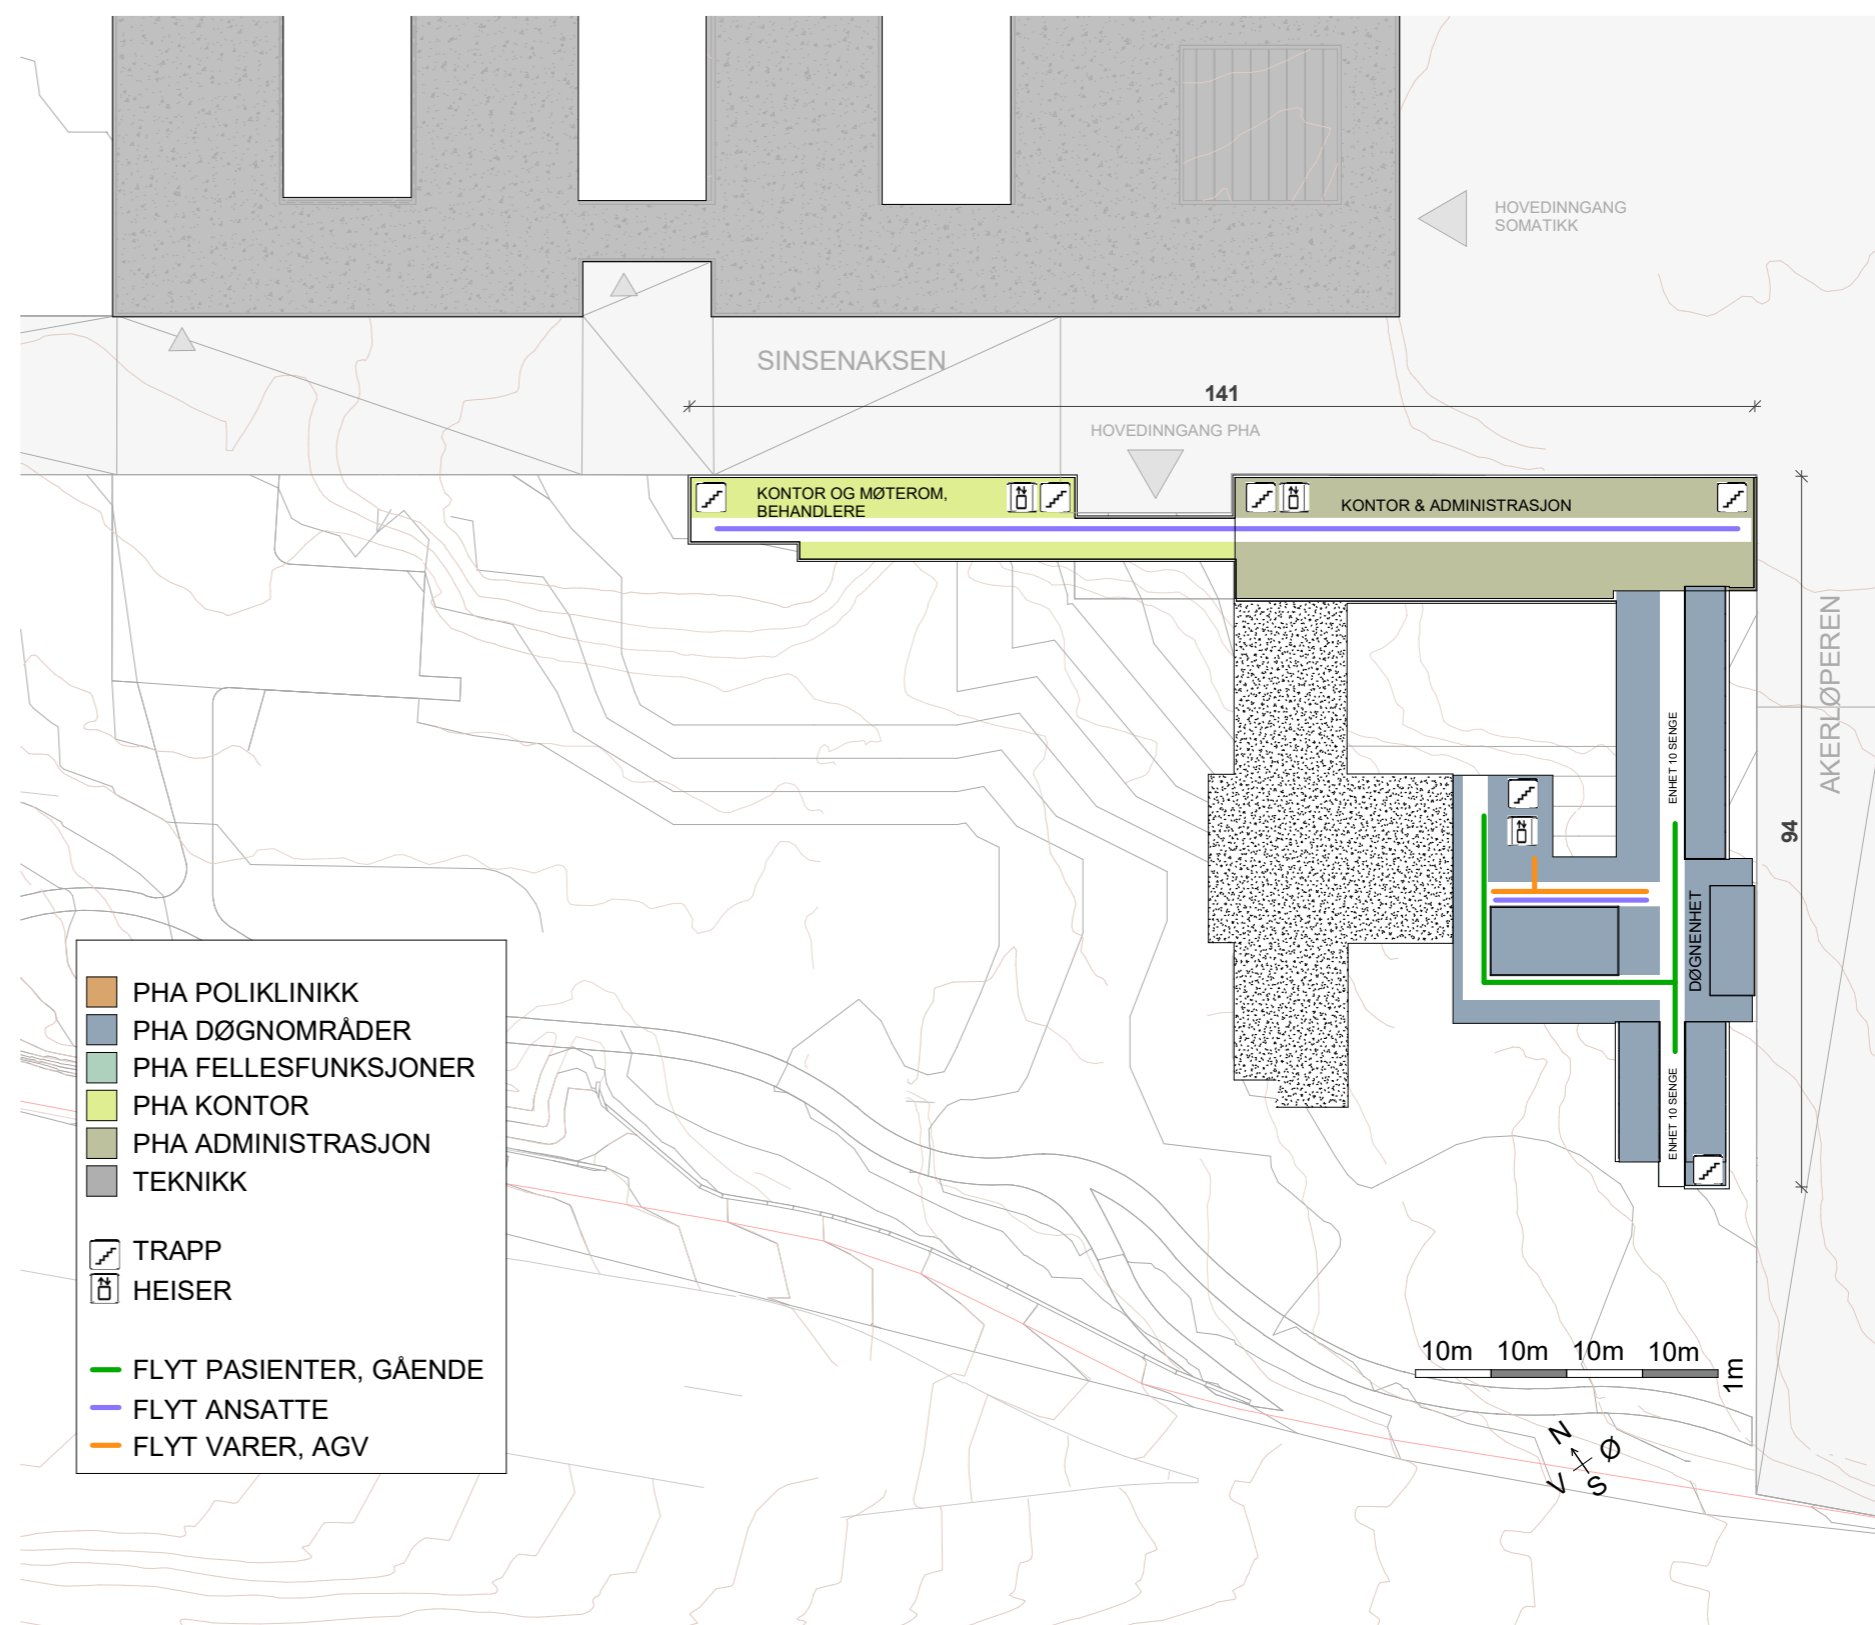 HOVEDINNGANG
SOMATIKK
SINSENAKSEN
141
HOVEDINNGANG PHA
KONTOR OG MØTEROM,
BEHANDLERE
KONTOR & ADMINISTRASJON
AKERLØPEREN
94
ENHET 10 SENGE
DØGNENHET
ENHET 10 SENGE
PHA POLIKLINIKK
PHA DØGNOMRÅDER
PHA FELLESFUNKSJONER
PHA KONTOR
PHA ADMINISTRASJON
TEKNIKK
TRAPP
HEISER
FLYT PASIENTER, GÅENDE
FLYT ANSATTE
FLYT VARER, AGV
10m 10m 10m 10m
1m
N Ø
V S